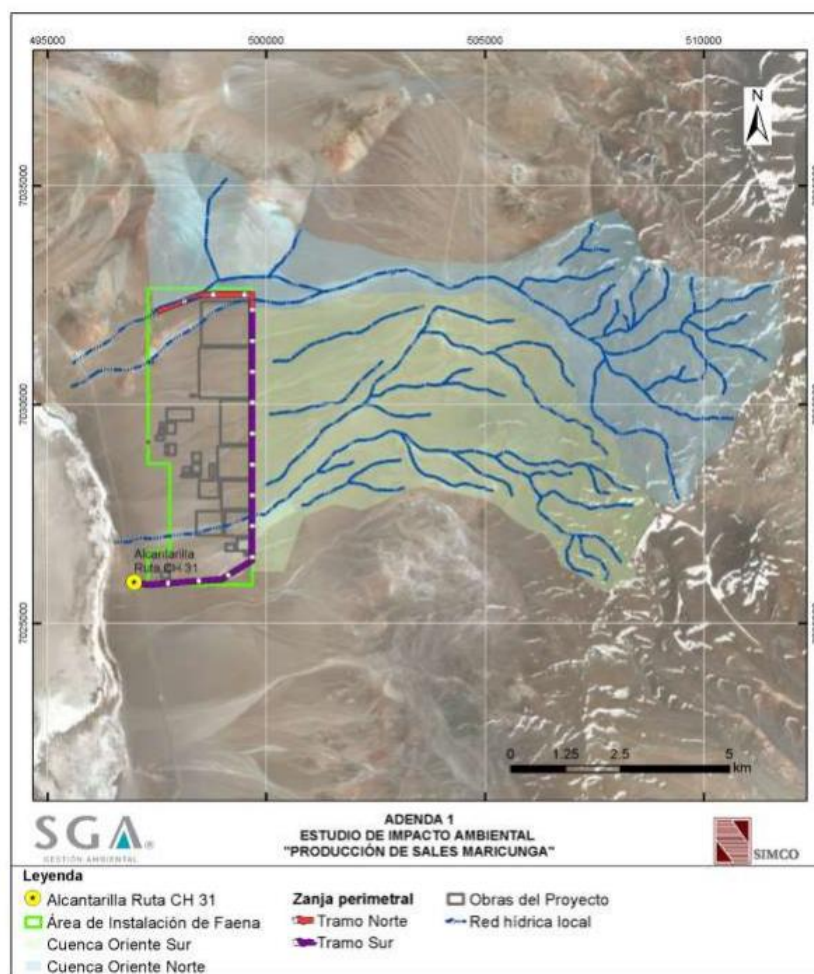 495000 500000 505000 510000
N
7035000
7030000
7025000
Alcantarilla
Ruta CH 31
0 1.25 2.5 5
km
SGA®
GESTIÓN AMBIENTAL
ADENDA 1
ESTUDIO DE IMPACTO AMBIENTAL
"PRODUCCIÓN DE SALES MARICUNGA"
SIMCO
Leyenda
Alcantarilla Ruta CH 31
Área de Instalación de Faena
Cuenca Oriente Sur
Cuenca Oriente Norte
Zanja perimetral
Tramo Norte
Tramo Sur
Obras del Proyecto
Red hídrica local